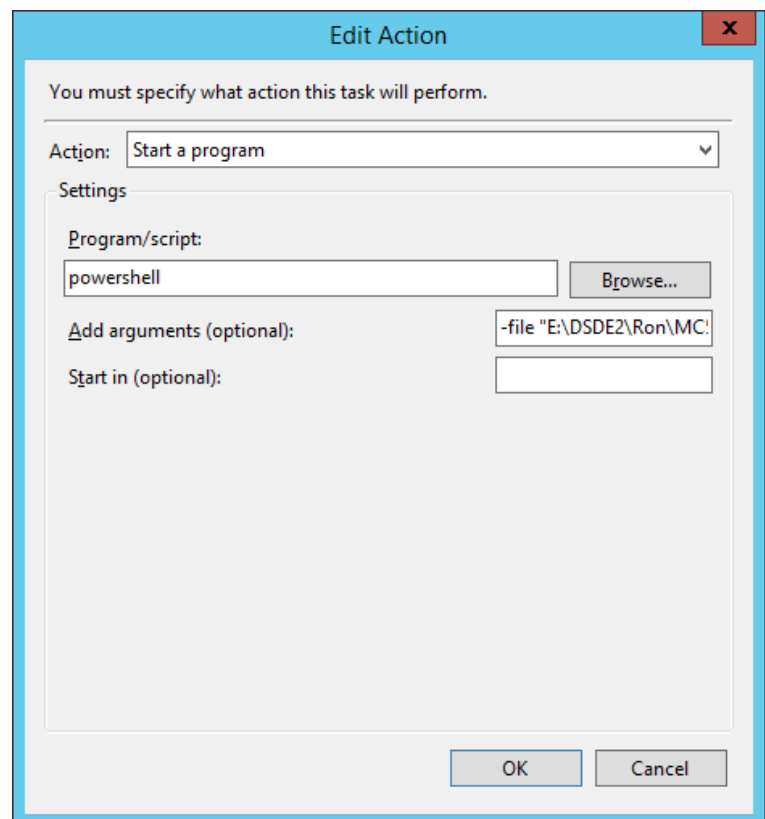 Edit Action
x
You must specify what action this task will perform.
Action: Start a program
Settings
Program/script:
powershell Browse...
Add arguments (optional): -file "E:\DSDE2\Ron\
Start in (optional):
OK Cancel